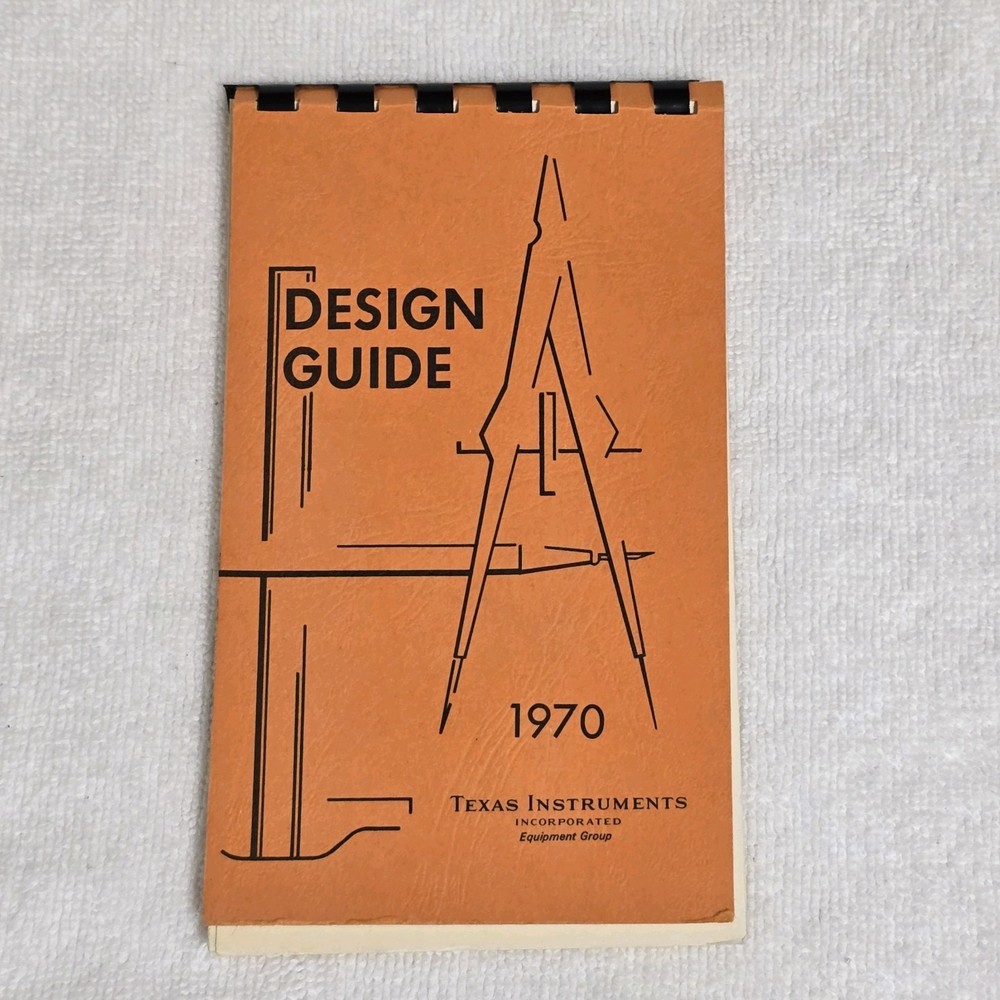 DESIGN
GUIDE
1970
TEXAS INSTRUMENTS
INCORPORATED
Equipment Group